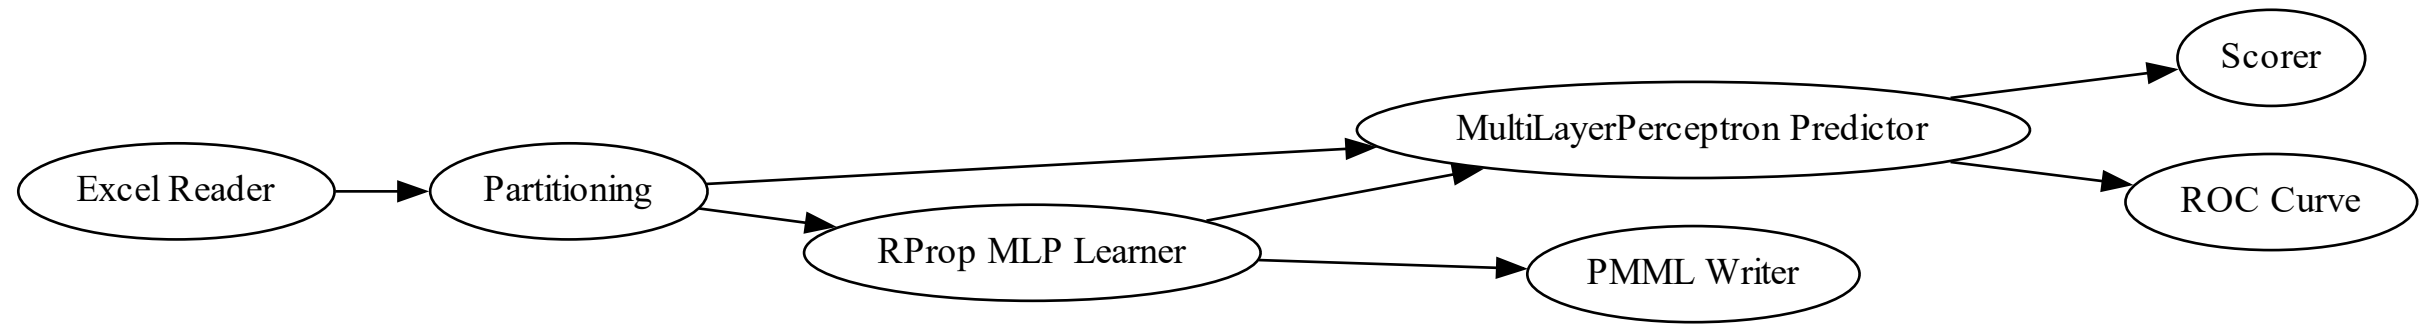 Excel Reader
Partitioning
RProp MLP Learner
MultiLayerPerceptron Predictor
PMML Writer
Scorer
ROC Curve